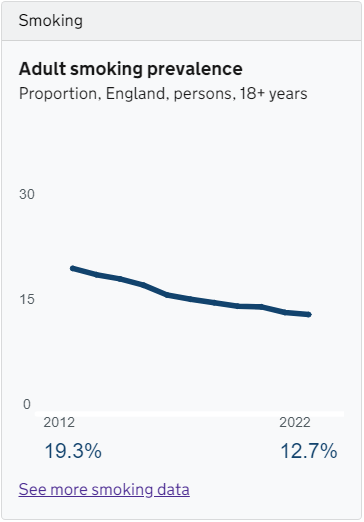 Smoking
Adult smoking prevalence
Proportion, England, persons, 18+ years
30
15
0
2012 2022
19.3% 12.7%
See more smoking data